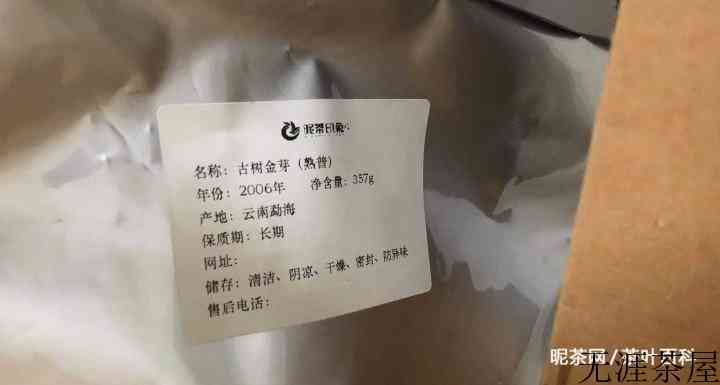 昵茶印象
名称：古树金芽（熟普）
年份：2006年 净含量：357g
产地：云南勐海
保质期：长期
网址：
储存：清洁、阴凉、干燥、密封、防异味
售后电话：
昵茶网/茶叶百科
无涯茶屋